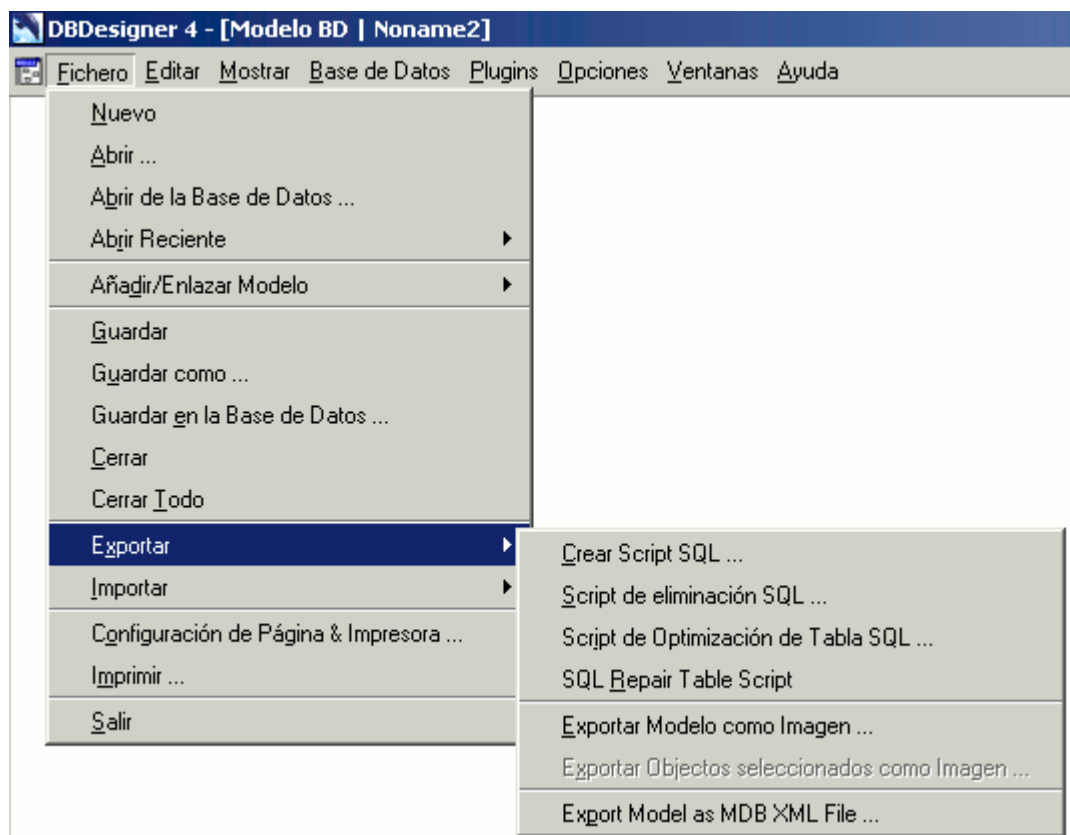 DBDesigner 4 - [Modelo BD | Noname2]
Fichero Editar Mostrar Base de Datos Plugins Opciones Ventanas Ayuda
Nuevo
Abrir ...
Abrir de la Base de Datos ...
Abrir Reciente
Añadir/Enlazar Modelo
Guardar
Guardar como ...
Guardar en la Base de Datos ...
Cerrar
Cerrar Todo
Exportar
Importar
Configuración de Página & Impresora ...
Imprimir ...
Salir
Crear Script SQL ...
Script de eliminación SQL ...
Script de Optimización de Tabla SQL ...
SQL Repair Table Script
Exportar Modelo como Imagen ...
Exportar Objectos seleccionados como Imagen ...
Export Model as MDB XML File ...